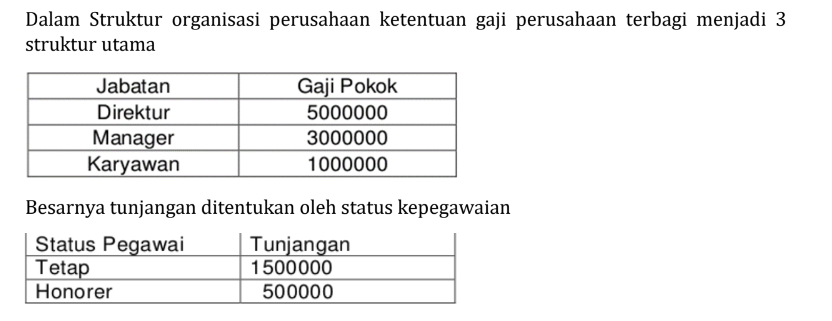 Dalam Struktur organisasi perusahaan ketentuan gaji perusahaan terbagi menjadi 3
struktur utama
Jabatan Gaji Pokok
Direktur 5000000
Manager 3000000
Karyawan 1000000
Besarnya tunjangan ditentukan oleh status kepegawaian
Status Pegawai Tunjangan
Tetap 1500000
Honorer 500000